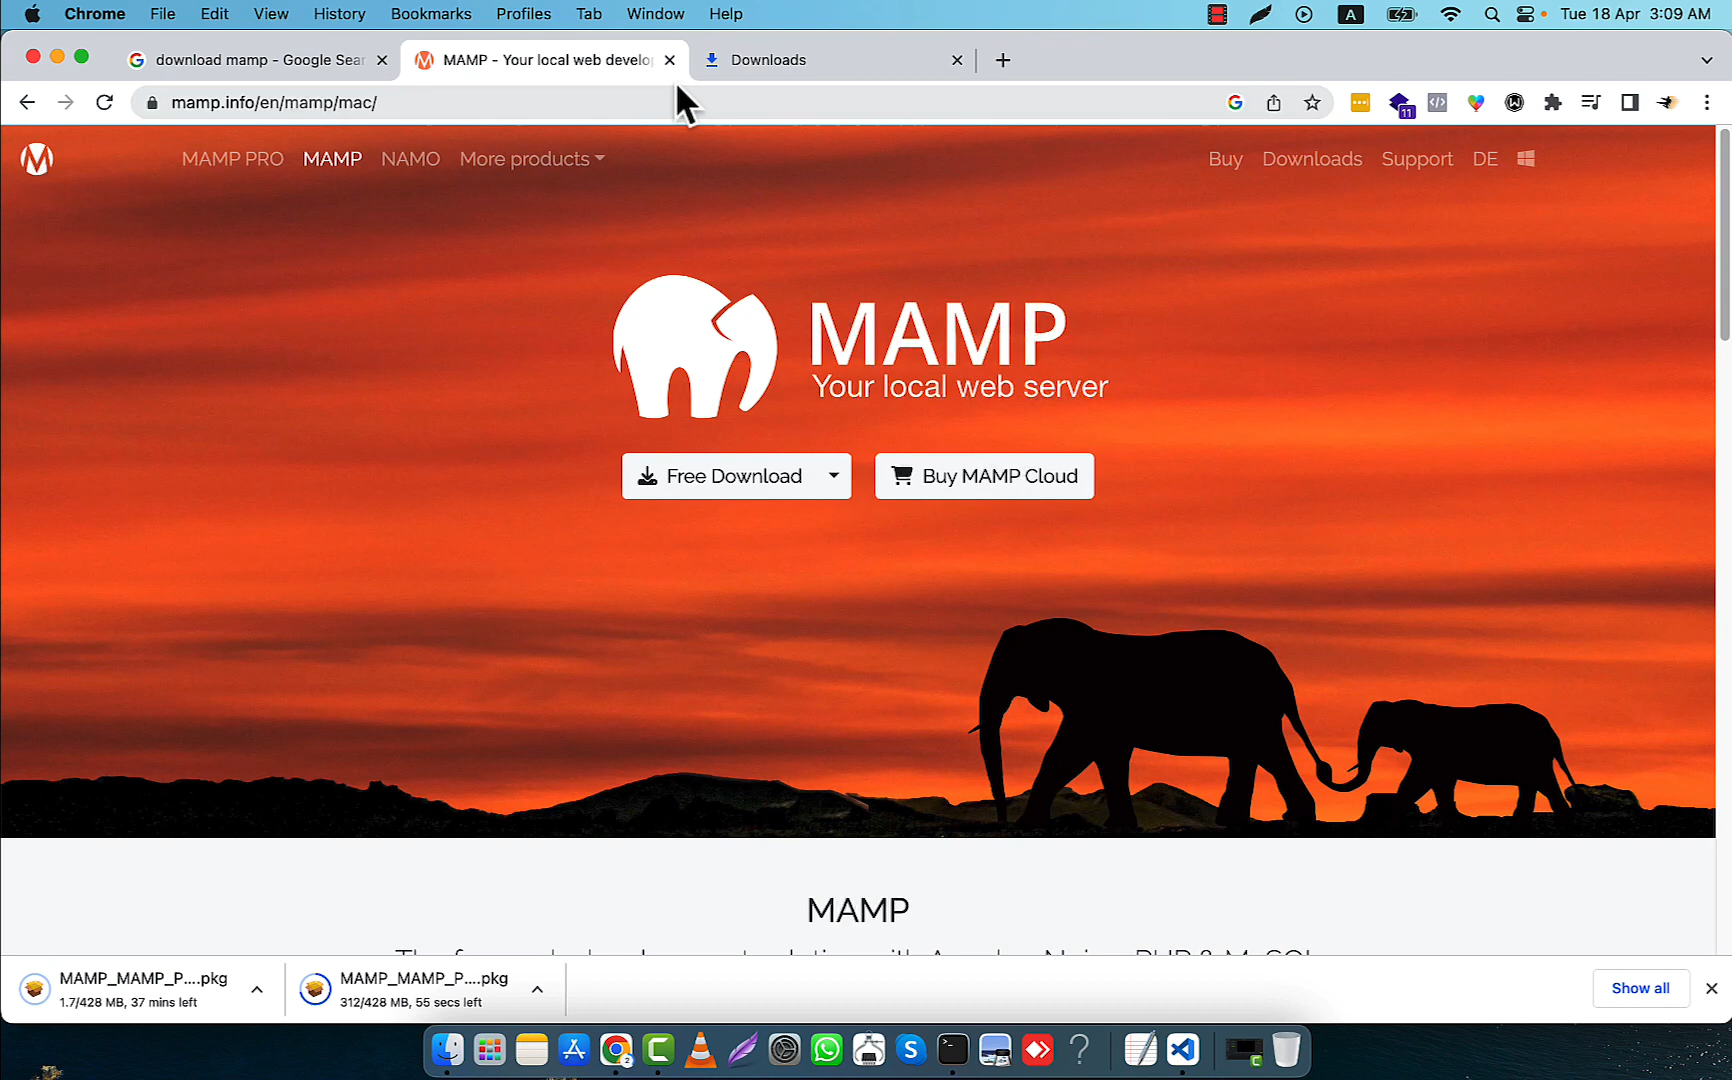 Chrome File Edit View History Bookmarks Profiles Tab Window Help
A Tue 18 Apr 3:09 AM
download mamp - Google Sear
MAMP - Your local web develop
Downloads
mamp.info/en/mamp/mac/
11
MAMP PRO MAMP NAMO More products
Buy Downloads Support DE
MAMP
Your local web server
Free Download
Buy MAMP Cloud
MAMP
MAMP_MAMP_P....pkg
1.7/428 MB, 37 mins left
MAMP_MAMP_P....pkg
312/428 MB, 55 secs left
Show all